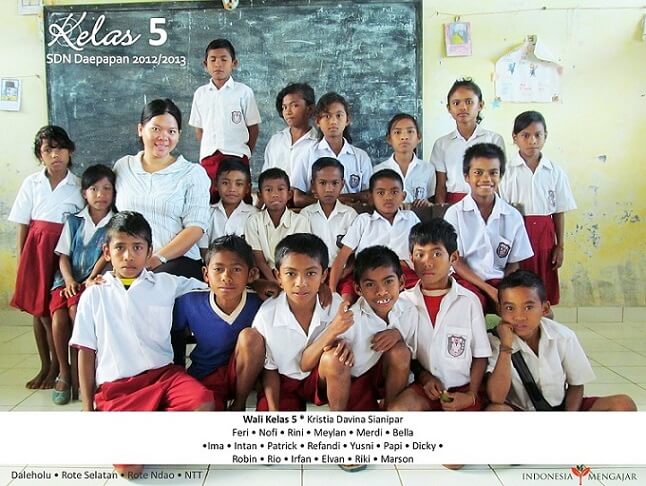 Kelas 5
SDN Daepapan 2012/2013
Wali Kelas 5 * Kristia Davina Sianipar
Feri • Nofi • Rini • Meylan • Merdi • Bella
•Ima • Intan • Patrick • Refandi • Yusni • Papi • Dicky •
Robin • Rio • Irfan • Elvan • Riki • Marson
Daleholu • Rote Selatan • Rote Ndao • NTT
INDONESIA MENGAJAR